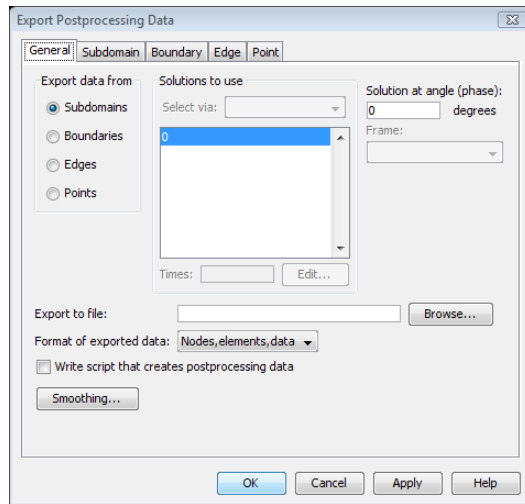 Export Postprocessing Data
General Subdomain Boundary Edge Point
Export data from
Subdomains
Boundaries
Edges
Points
Solutions to use
Select via:
0
Times: Edit...
Solution at angle (phase):
0 degrees
Frame:
Export to file: Browse...
Format of exported data: Nodes,elements,data
Write script that creates postprocessing data
Smoothing...
OK Cancel Apply Help